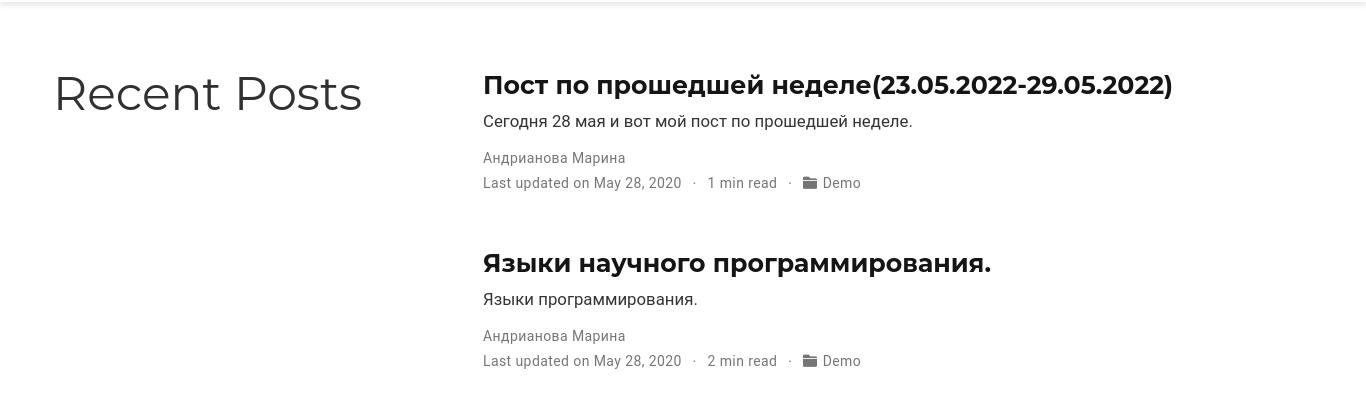 Recent Posts
Пост по прошедшей неделе(23.05.2022-29.05.2022)
Сегодня 28 мая и вот мой пост по прошедшей неделе.
Андрианова Марина
Last updated on May 28, 2020 · 1 min read · Demo
Языки научного программирования.
Языки программирования.
Андрианова Марина
Last updated on May 28, 2020 · 2 min read · Demo